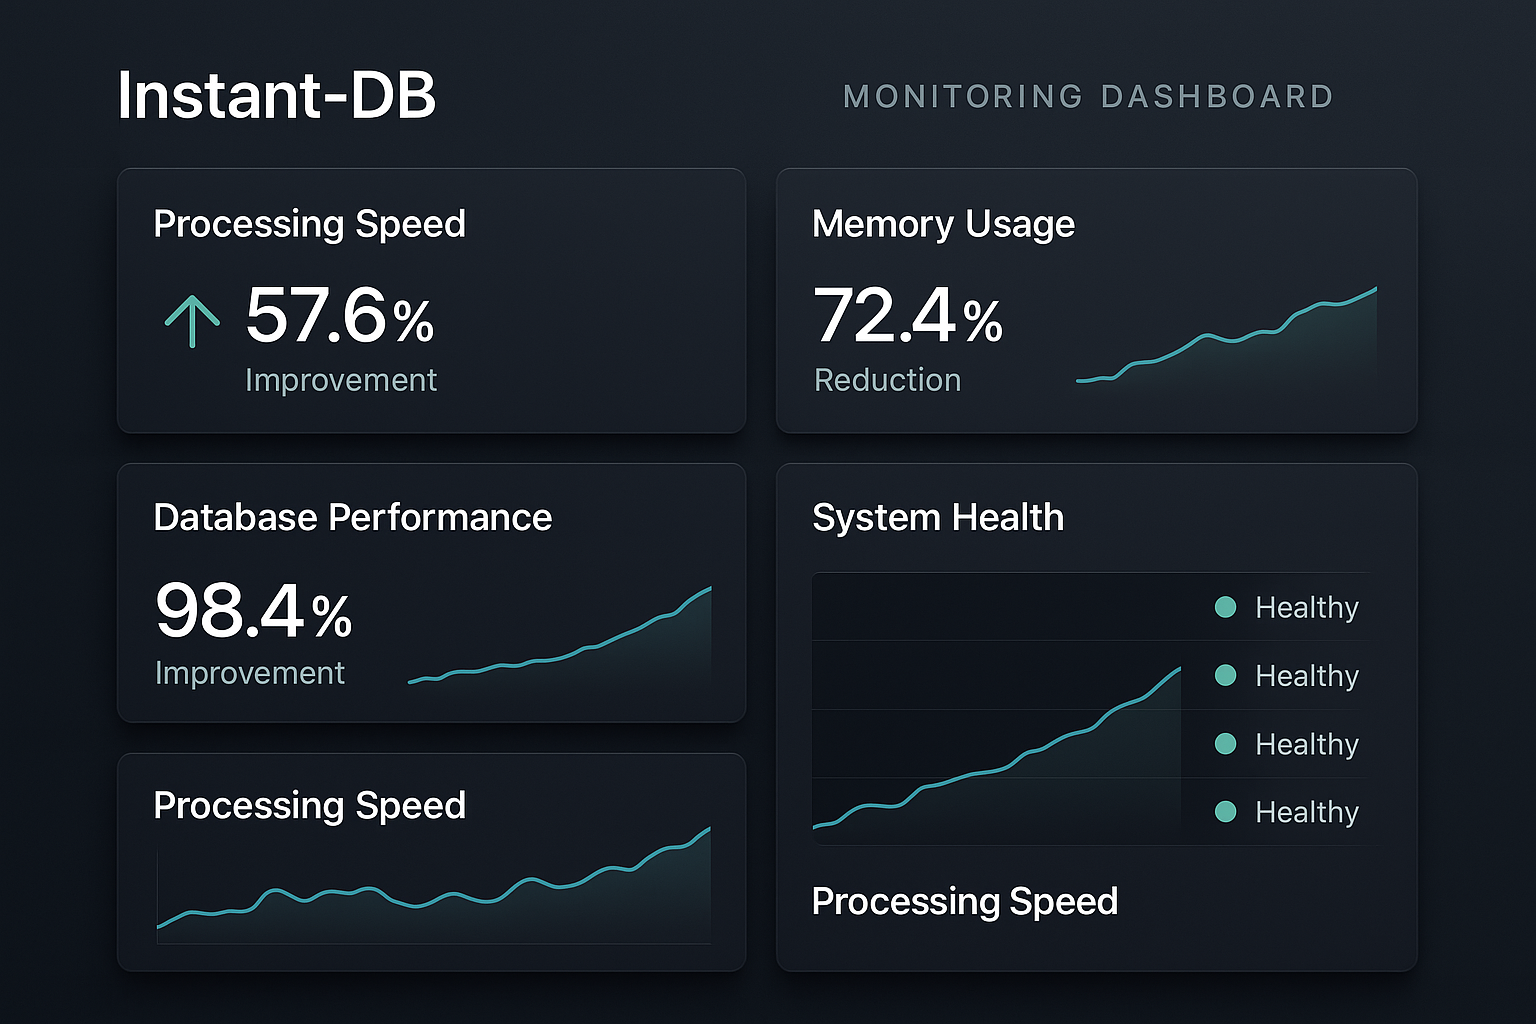 Instant-DB
MONITORING DASHBOARD
Processing Speed
57.6%
Improvement
Memory Usage
72.4%
Reduction
Database Performance
98.4%
Improvement
System Health
Healthy
Healthy
Healthy
Healthy
Processing Speed
Processing Speed